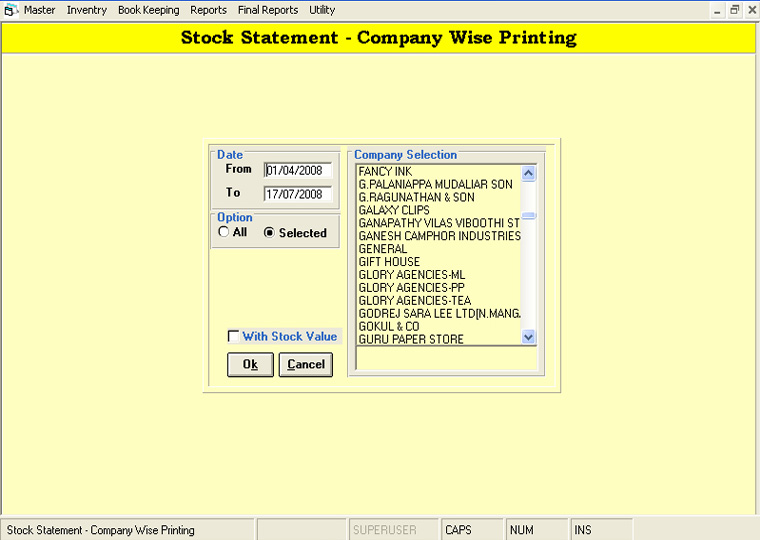 Master Inventry Book Keeping Reports Final Reports Utility
Stock Statement - Company Wise Printing
Date
From 01/04/2008
To 17/07/2008
Option
All Selected
With Stock Value
Ok Cancel
Company Selection
FANCY INK
G.PALANIAPPA MUDALIAR SON
G.RAGUNATHAN & SON
GALAXY CLIPS
GANAPATHY VILAS VIBOOTHI ST
GANESH CAMPHOR INDUSTRIES
GENERAL
GIFT HOUSE
GLORY AGENCIES-ML
GLORY AGENCIES-PP
GLORY AGENCIES-TEA
GODREJ SARA LEE LTD[N.MANG.
GOKUL & CO
GURU PAPER STORE
Stock Statement - Company Wise Printing SUPERUSER CAPS NUM INS